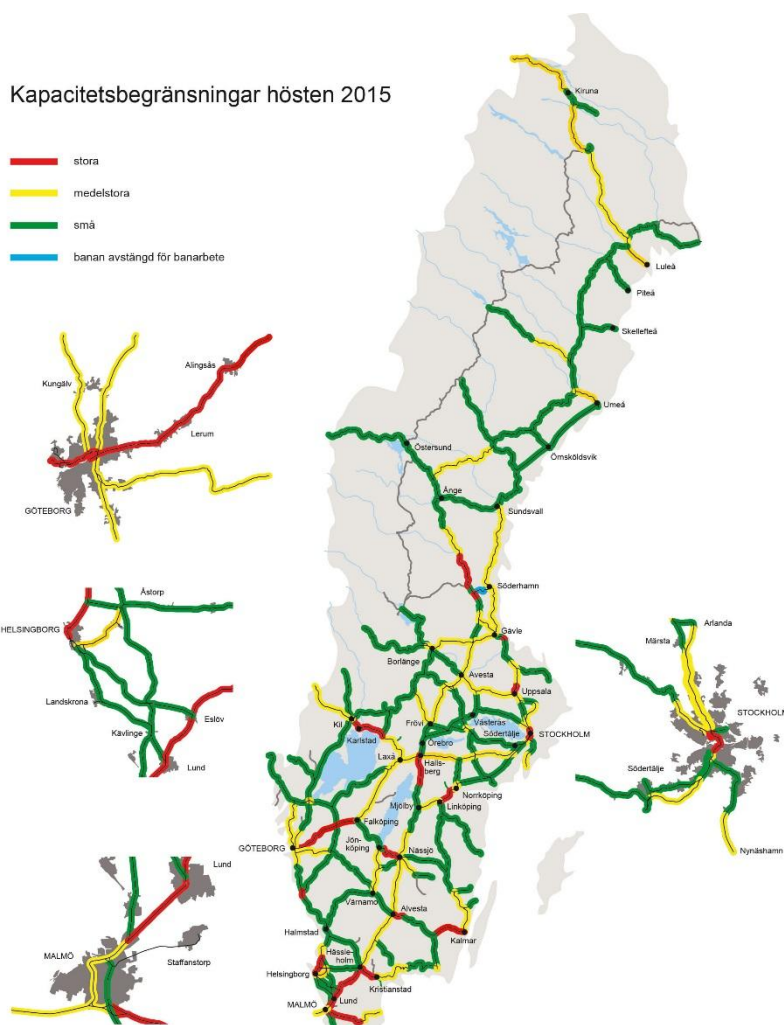 Kapacitetsbegränsningar hösten 2015
stora
medelstora
små
banan avstängd för banarbete
Kiruna
Luleå
Piteå
Skellefteå
Umeå
Örnsköldsvik
Östersund
Ånge
Sundsvall
Söderhamn
Gävle
Borlänge
Avesta
Uppsala
Kil
Karlstad
Frövi
Västerås
Södertälje
STOCKHOLM
Örebro
Laxå
Halls-
berg
Norrköping
Linköping
Mjölby
Falköping
GÖTEBORG
Jön-
köping
Nässjö
Värnamo
Alvesta
Halmstad
Kalmar
Hässle-
holm
Helsingborg
Kristianstad
Lund
MALMÖ
Alingsås
Kungälv
Lerum
GÖTEBORG
Åstorp
HELSINGBORG
Landskrona
Eslöv
Kävlinge
Lund
Lund
MALMÖ
Staffanstorp
Arlanda
Märsta
STOCKHOLM
Södertälje
Nynäshamn